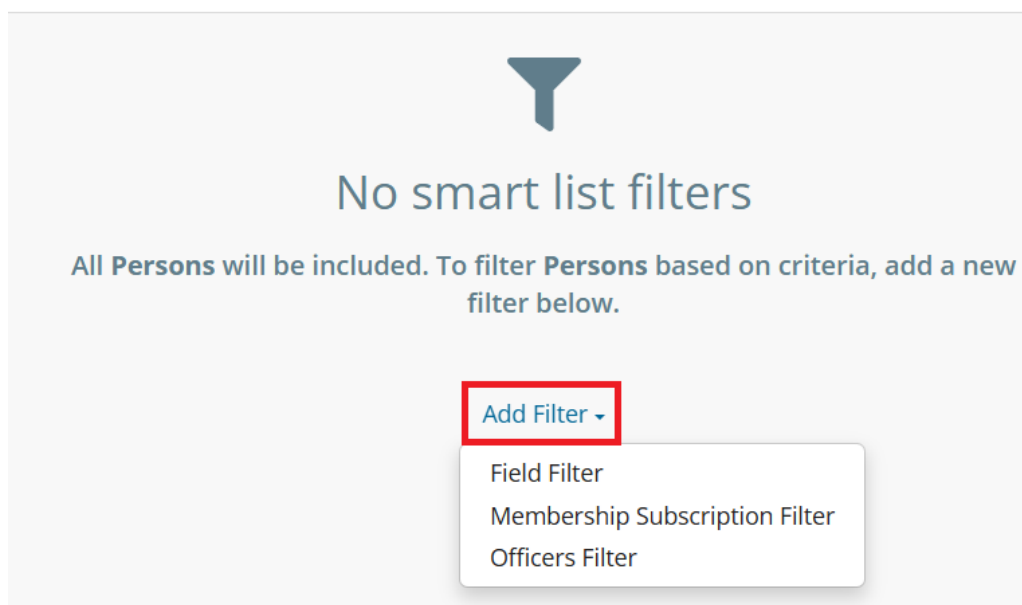 No smart list filters
All Persons will be included. To filter Persons based on criteria, add a new
filter below.
Add Filter
Field Filter
Membership Subscription Filter
Officers Filter